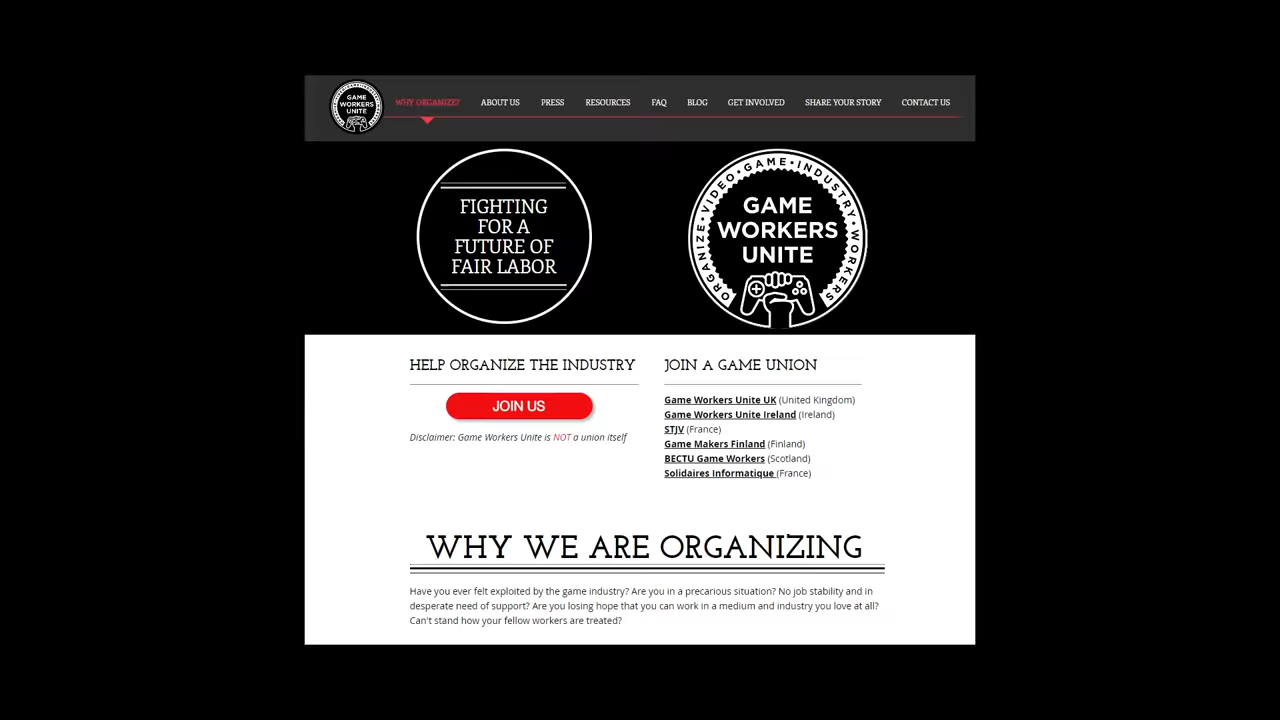 GAME
WORKERS
UNITE
WHY ORGANIZE? ABOUT US PRESS RESOURCES FAQ BLOG GET INVOLVED SHARE YOUR STORY CONTACT US
FIGHTING
FOR A
FUTURE OF
FAIR LABOR
ORGANIZE • VIDEO • GAME • INDUSTRY • WORKERS
GAME
WORKERS
UNITE
HELP ORGANIZE THE INDUSTRY
JOIN US
Disclaimer: Game Workers Unite is NOT a union itself
JOIN A GAME UNION
Game Workers Unite UK (United Kingdom)
Game Workers Unite Ireland (Ireland)
STJV (France)
Game Makers Finland (Finland)
BECTU Game Workers (Scotland)
Solidaires Informatique (France)
WHY WE ARE ORGANIZING
Have you ever felt exploited by the game industry? Are you in a precarious situation? No job stability and in
desperate need of support? Are you losing hope that you can work in a medium and industry you love at all?
Can't stand how your fellow workers are treated?